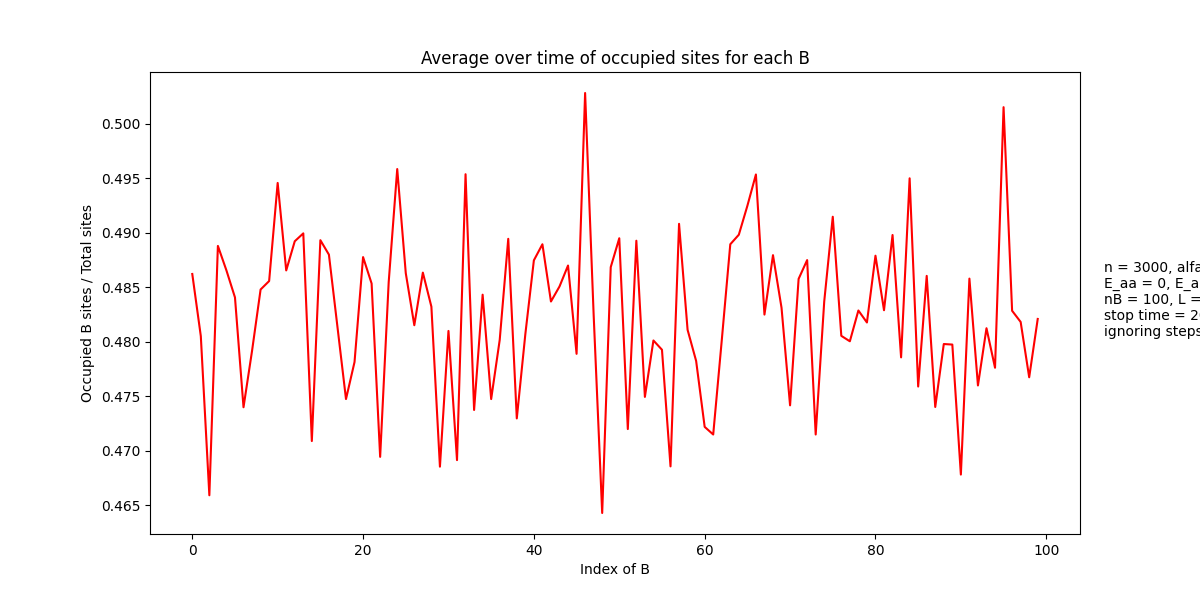 Average over time of occupied sites for each B
0.500
0.495
0.490
0.485
0.480
0.475
0.470
0.465
Occupied B sites / Total sites
0
20
40
60
80
100
Index of B
n = 3000, alfa
E_aa = 0, E_a
nB = 100, L =
stop time = 2
ignoring steps